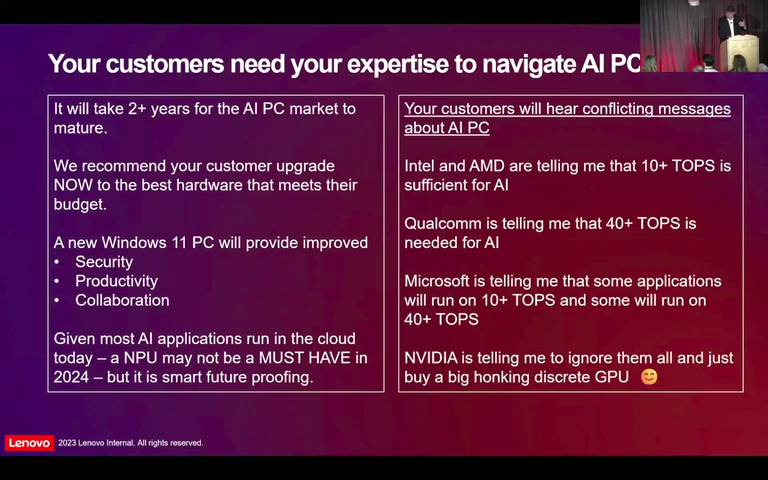 Your customers need your expertise to navigate AI PC
It will take 2+ years for the AI PC market to
mature.
We recommend your customer upgrade
NOW to the best hardware that meets their
budget.
A new Windows 11 PC will provide improved
• Security
• Productivity
• Collaboration
Given most AI applications run in the cloud
today – a NPU may not be a MUST HAVE in
2024 – but it is smart future proofing.
Your customers will hear conflicting messages
about AI PC
Intel and AMD are telling me that 10+ TOPS is
sufficient for AI
Qualcomm is telling me that 40+ TOPS is
needed for AI
Microsoft is telling me that some applications
will run on 10+ TOPS and some will run on
40+ TOPS
NVIDIA is telling me to ignore them all and just
buy a big honking discrete GPU 😊
Lenovo
2023 Lenovo Internal. All rights reserved.